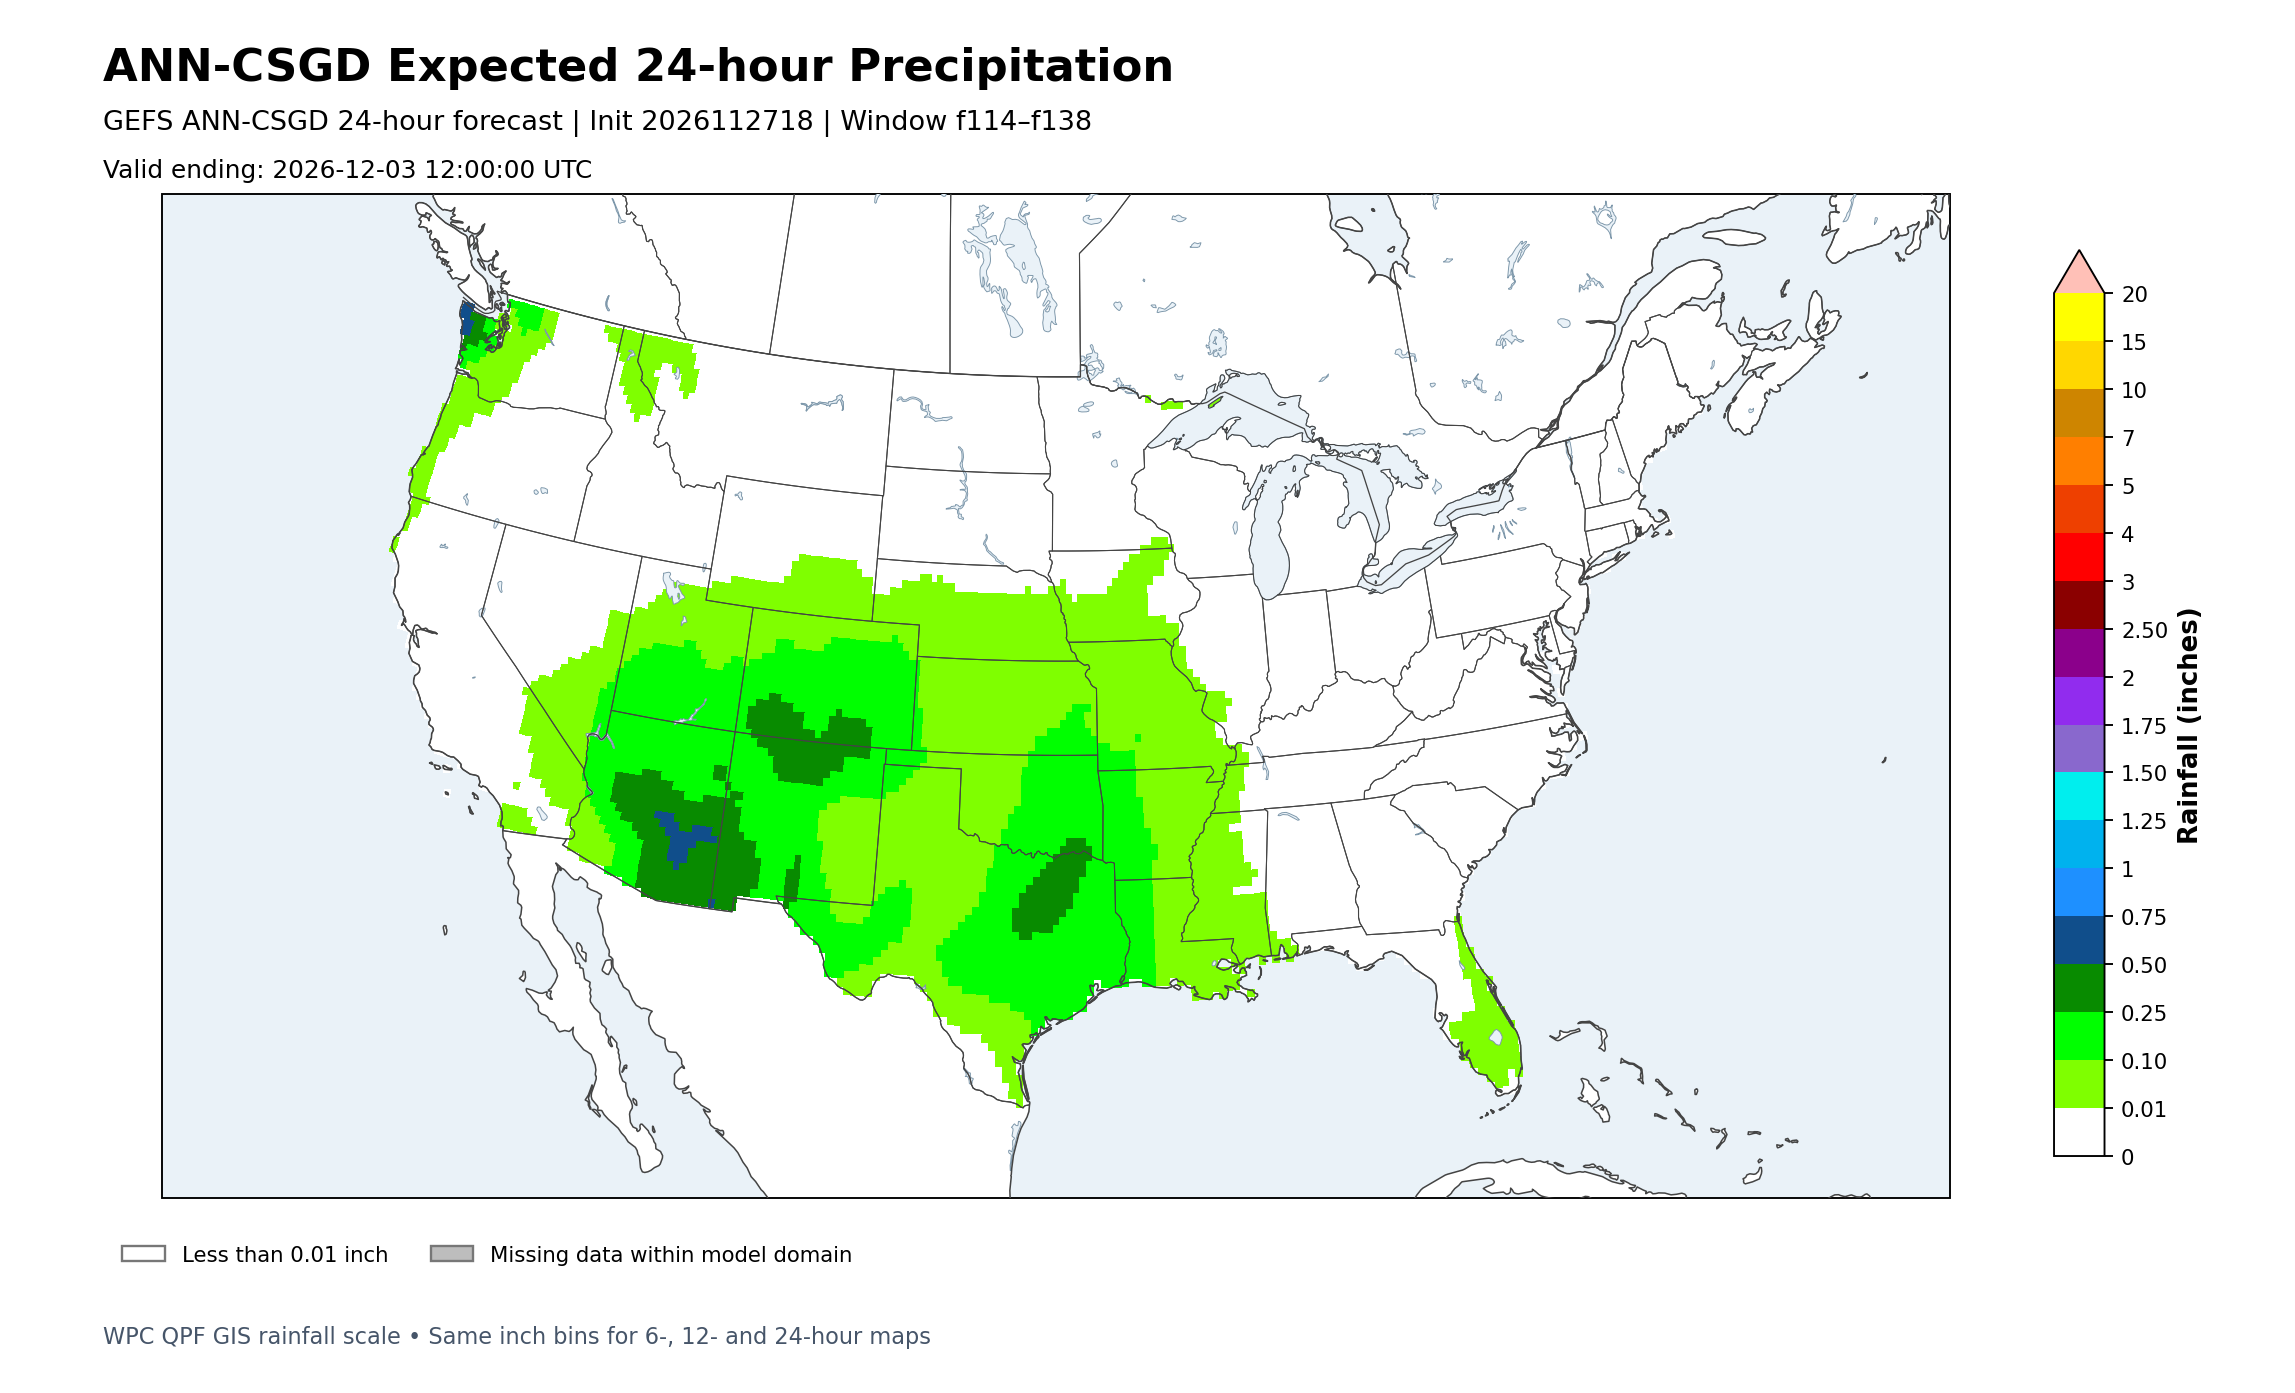 ANN-CSGD Expected 24-hour Precipitation
GEFS ANN-CSGD 24-hour forecast | Init 2026112718 | Window f114–f138
Valid ending: 2026-12-03 12:00:00 UTC
20
15
10
7
5
4
3
2.50
2
1.75
1.50
1.25
1
0.75
0.50
0.25
0.10
0.01
0
Rainfall (inches)
Less than 0.01 inch
Missing data within model domain
WPC QPF GIS rainfall scale • Same inch bins for 6-, 12- and 24-hour maps